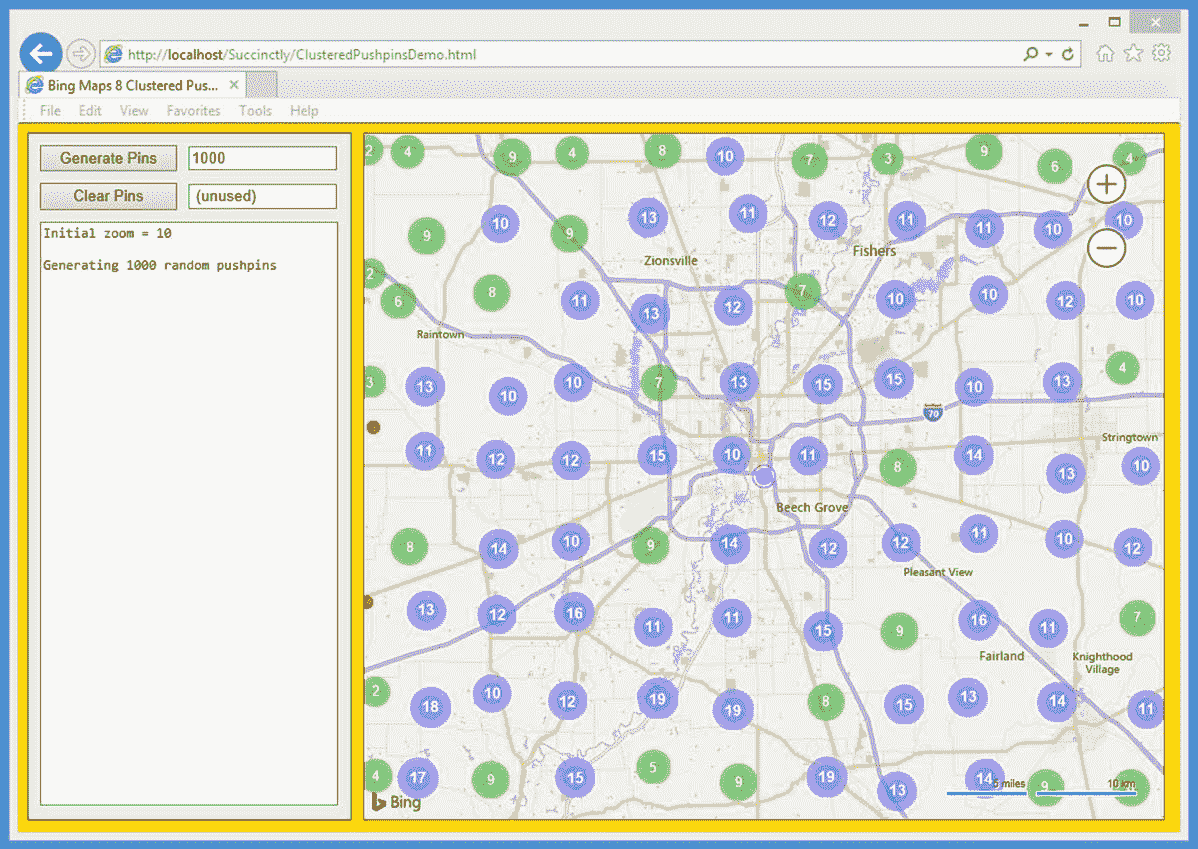 http://localhost/Succinctly/ClusteredPushpinsDemo.html
Bing Maps 8 Clustered Pus...
File Edit View Favorites Tools Help
Generate Pins 1000
Clear Pins (unused)
Initial zoom = 10
Generating 1000 random pushpins
2 4 9 4 8 10 7 3 9 6 4
9 10 9 13 11 12 11 11 10 10
Zionsville Fishers
2 6 8 11 13 12 7 10 10 12 10
Raintown
3 13 10 10 7 13 15 15 10 13 4
70
Stringtown
11 12 12 15 10 11 8 14 13 10
Beech Grove
8 14 10 9 14 12 12 11 10 12
Pleasant View
13 12 16 11 11 15 9 16 11 7
Fairland Knighthood
Village
2 18 10 12 19 19 8 15 13 14 11
4 17 9 15 5 9 19 13 14 9
miles 10 km
Bing